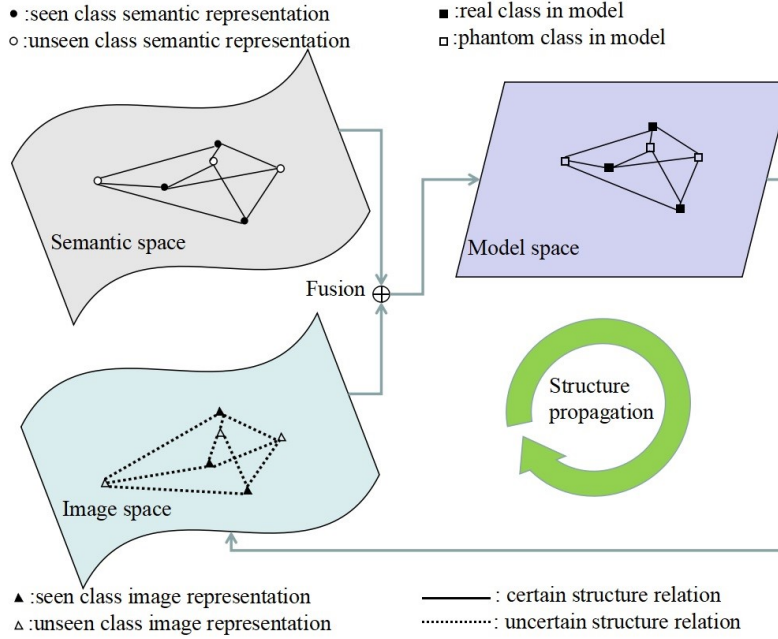 :seen class semantic representation
:unseen class semantic representation
:real class in model
:phantom class in model
Semantic space
Model space
Fusion
Structure
propagation
Image space
:seen class image representation
:unseen class image representation
: certain structure relation
: uncertain structure relation